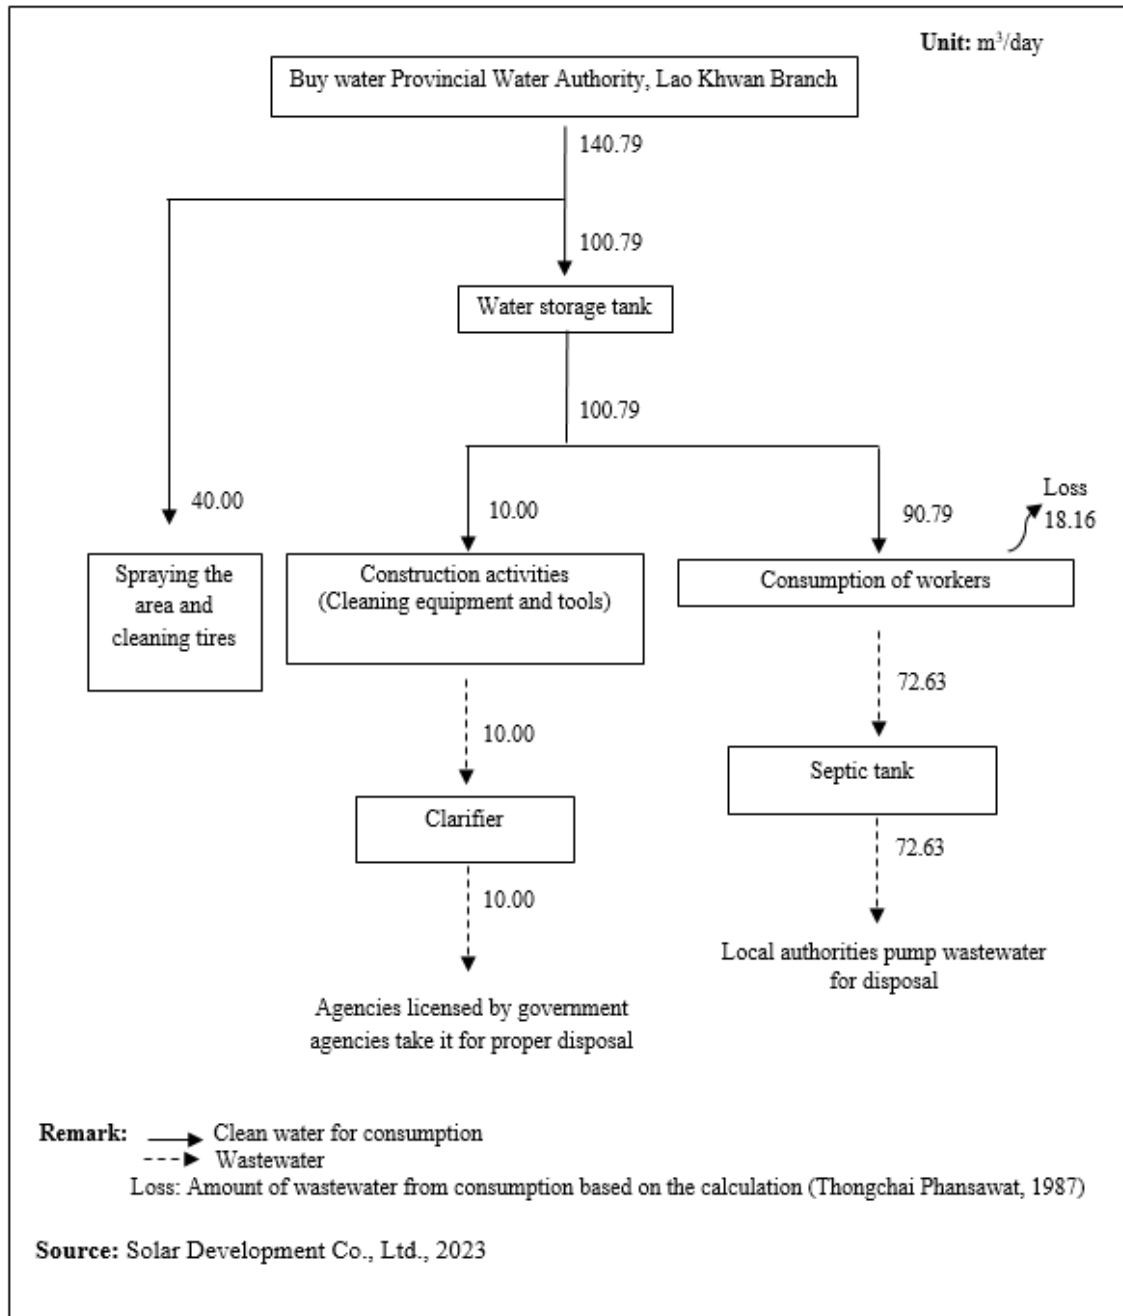 Unit: m³/day
Buy water Provincial Water Authority, Lao Khwan Branch
140.79
100.79
Water storage tank
100.79
40.00
10.00
90.79
Loss
18.16
Spraying the
area and
cleaning tires
Construction activities
(Cleaning equipment and tools)
Consumption of workers
72.63
10.00
Septic tank
Clarifier
72.63
10.00
Local authorities pump wastewater
for disposal
Agencies licensed by government
agencies take it for proper disposal
Remark: Clean water for consumption
Wastewater
Loss: Amount of wastewater from consumption based on the calculation (Thongchai Phansawat, 1987)
Source: Solar Development Co., Ltd., 2023